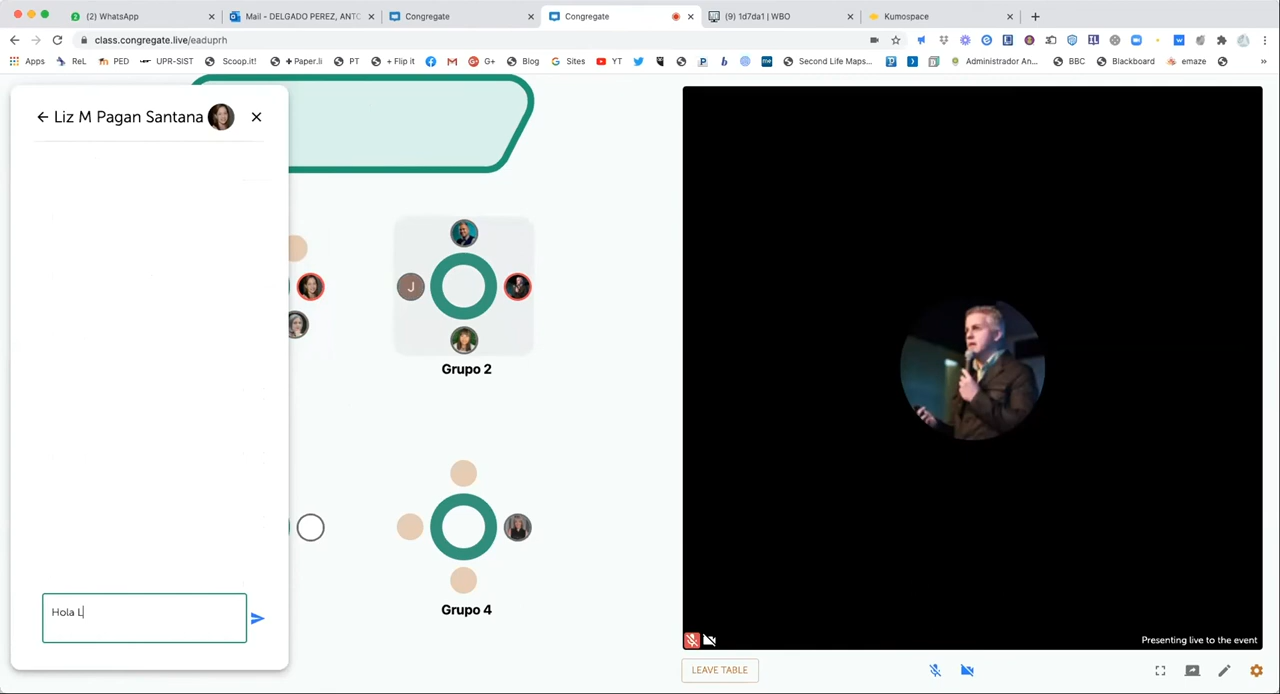 (2) WhatsApp
Mail - DELGADO PEREZ, ANTC
Congregate
Congregate
(9) 1d7da1 | WBO
Kumospace
class.congregate.live/eaduprh
Apps
ReL
PED
UPR-SIST
Scoop.it!
+ Paper.li
PT
+ Flip it
G+
Blog
Sites
YT
Second Life Maps...
Administrador An...
BBC
Blackboard
emaze
Liz M Pagan Santana
J
Grupo 2
Grupo 4
Hola L
Presenting live to the event
LEAVE TABLE